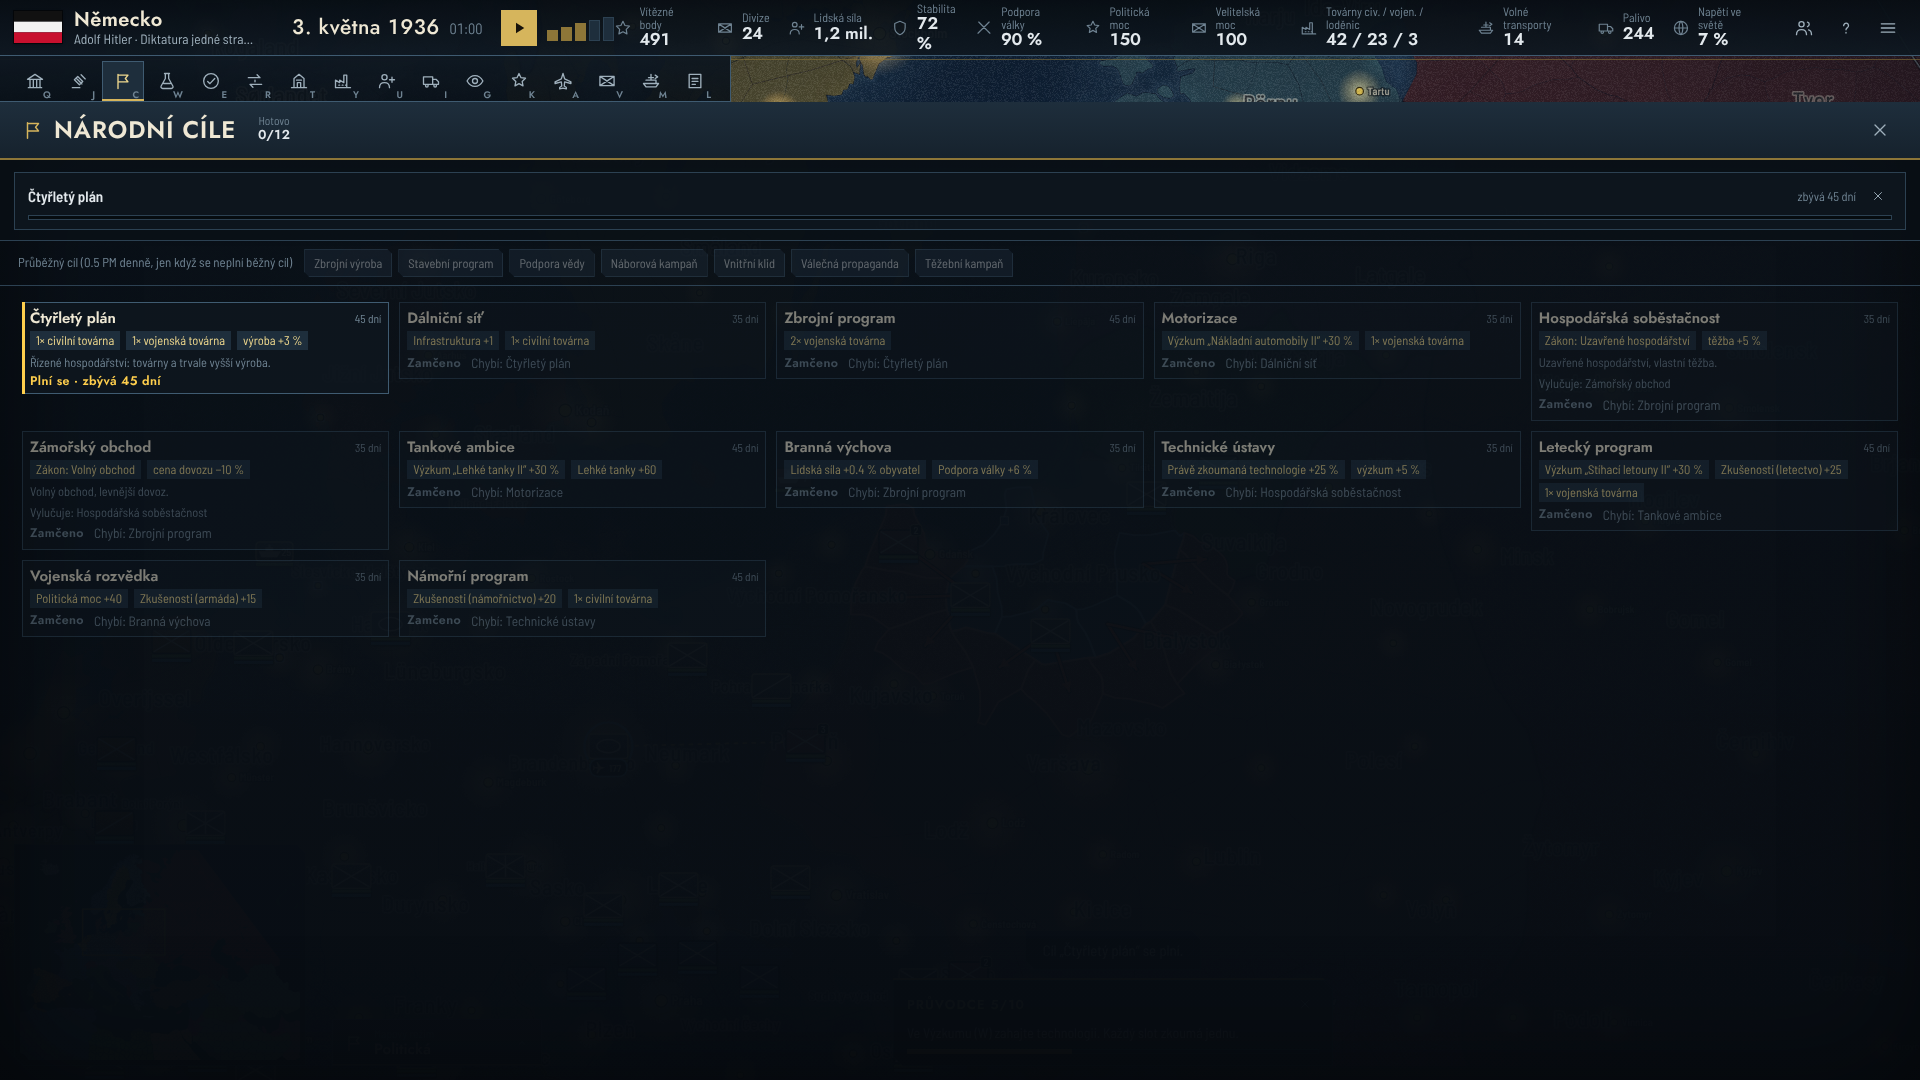 Německo
Adolf Hitler · Diktatura jedné stra...
3. května 1936 01:00
Vítězné body 491
Divize 24
Lidská síla 1,2 mil.
Stabilita 72 %
Podpora války 90 %
Politická moc 150
Velitelská moc 100
Továrny civ. / vojen. / loděnic 42 / 23 / 3
Volné transporty 14
Palivo 244
Napětí ve světě 7 %
?
Q J C W E R T Y U I G K A V M L
Tartu
NÁRODNÍ CÍLE
Hotovo
0/12
Čtyřletý plán
zbývá 45 dní
Průběžný cíl (0.5 PM denně, jen když se neplní běžný cíl)
Zbrojní výroba
Stavební program
Podpora vědy
Náborová kampaň
Vnitřní klid
Válečná propaganda
Těžební kampaň
Čtyřletý plán 45 dní
1× civilní továrna 1× vojenská továrna výroba +3 %
Řízené hospodářství: továrny a trvale vyšší výroba.
Plní se · zbývá 45 dní
Dálniční síť 35 dní
Infrastruktura +1 1× civilní továrna
Zamčeno Chybí: Čtyřletý plán
Zbrojní program 45 dní
2× vojenská továrna
Zamčeno Chybí: Čtyřletý plán
Motorizace 35 dní
Výzkum „Nákladní automobily II" +30 % 1× vojenská továrna
Zamčeno Chybí: Dálniční síť
Hospodářská soběstačnost 35 dní
Zákon: Uzavřené hospodářství těžba +5 %
Uzavřené hospodářství, vlastní těžba.
Vylučuje: Zámořský obchod
Zamčeno Chybí: Zbrojní program
Zámořský obchod 35 dní
Zákon: Volný obchod cena dovozu −10 %
Volný obchod, levnější dovoz.
Vylučuje: Hospodářská soběstačnost
Zamčeno Chybí: Zbrojní program
Tankové ambice 45 dní
Výzkum „Lehké tanky II" +30 % Lehké tanky +60
Zamčeno Chybí: Motorizace
Branná výchova 35 dní
Lidská síla +0.4 % obyvatel Podpora války +6 %
Zamčeno Chybí: Zbrojní program
Technické ústavy 35 dní
Právě zkoumaná technologie +25 % výzkum +5 %
Zamčeno Chybí: Hospodářská soběstačnost
Letecký program 45 dní
Výzkum „Stíhací letouny II" +30 % Zkušenosti (letectvo) +25
1× vojenská továrna
Zamčeno Chybí: Tankové ambice
Vojenská rozvědka 35 dní
Politická moc +40 Zkušenosti (armáda) +15
Zamčeno Chybí: Branná výchova
Námořní program 45 dní
Zkušenosti (námořnictvo) +20 1× civilní továrna
Zamčeno Chybí: Technické ústavy